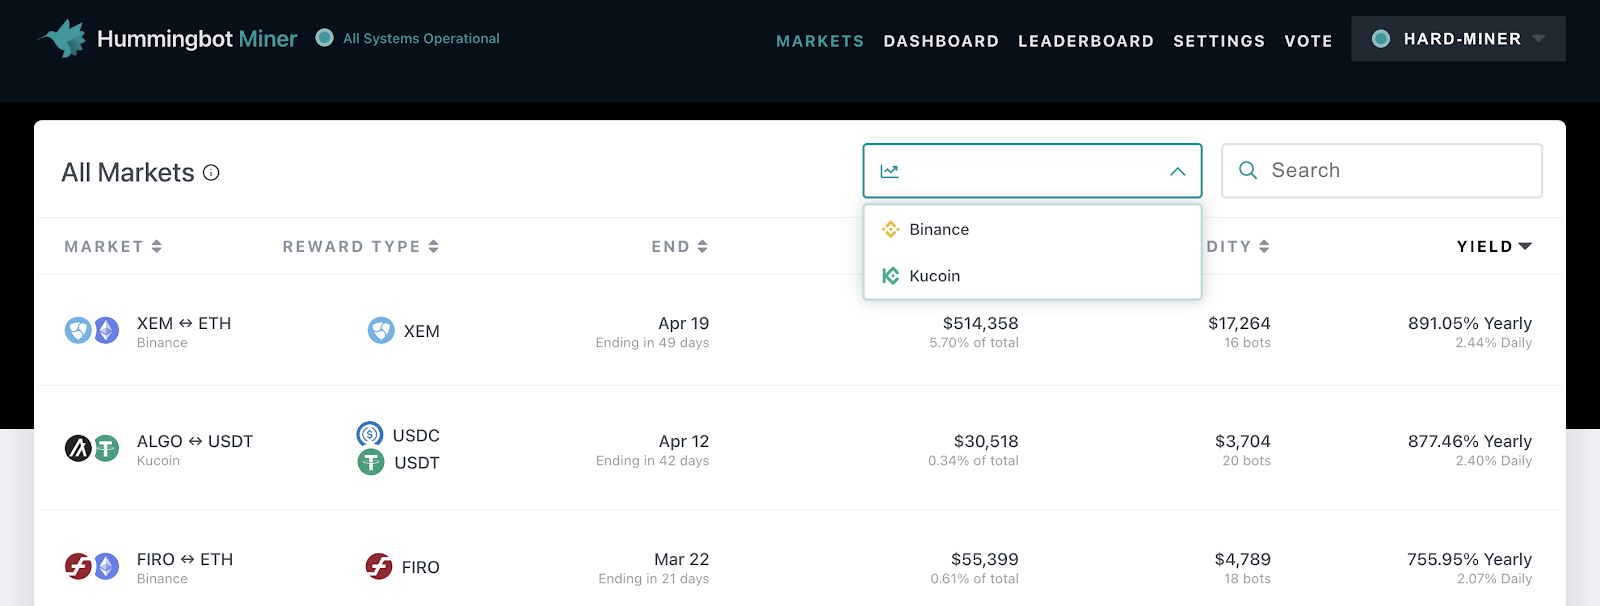 Hummingbot Miner
All Systems Operational
MARKETS DASHBOARD LEADERBOARD SETTINGS VOTE HARD-MINER
All Markets
Search
Binance
Kucoin
MARKET REWARD TYPE END DITY YIELD
XEM ↔ ETH XEM Apr 19 $514,358 $17,264 891.05% Yearly
Binance Ending in 49 days 5.70% of total 16 bots 2.44% Daily
ALGO ↔ USDT USDC Apr 12 $30,518 $3,704 877.46% Yearly
Kucoin USDT Ending in 42 days 0.34% of total 20 bots 2.40% Daily
FIRO ↔ ETH FIRO Mar 22 $55,399 $4,789 755.95% Yearly
Binance Ending in 21 days 0.61% of total 18 bots 2.07% Daily